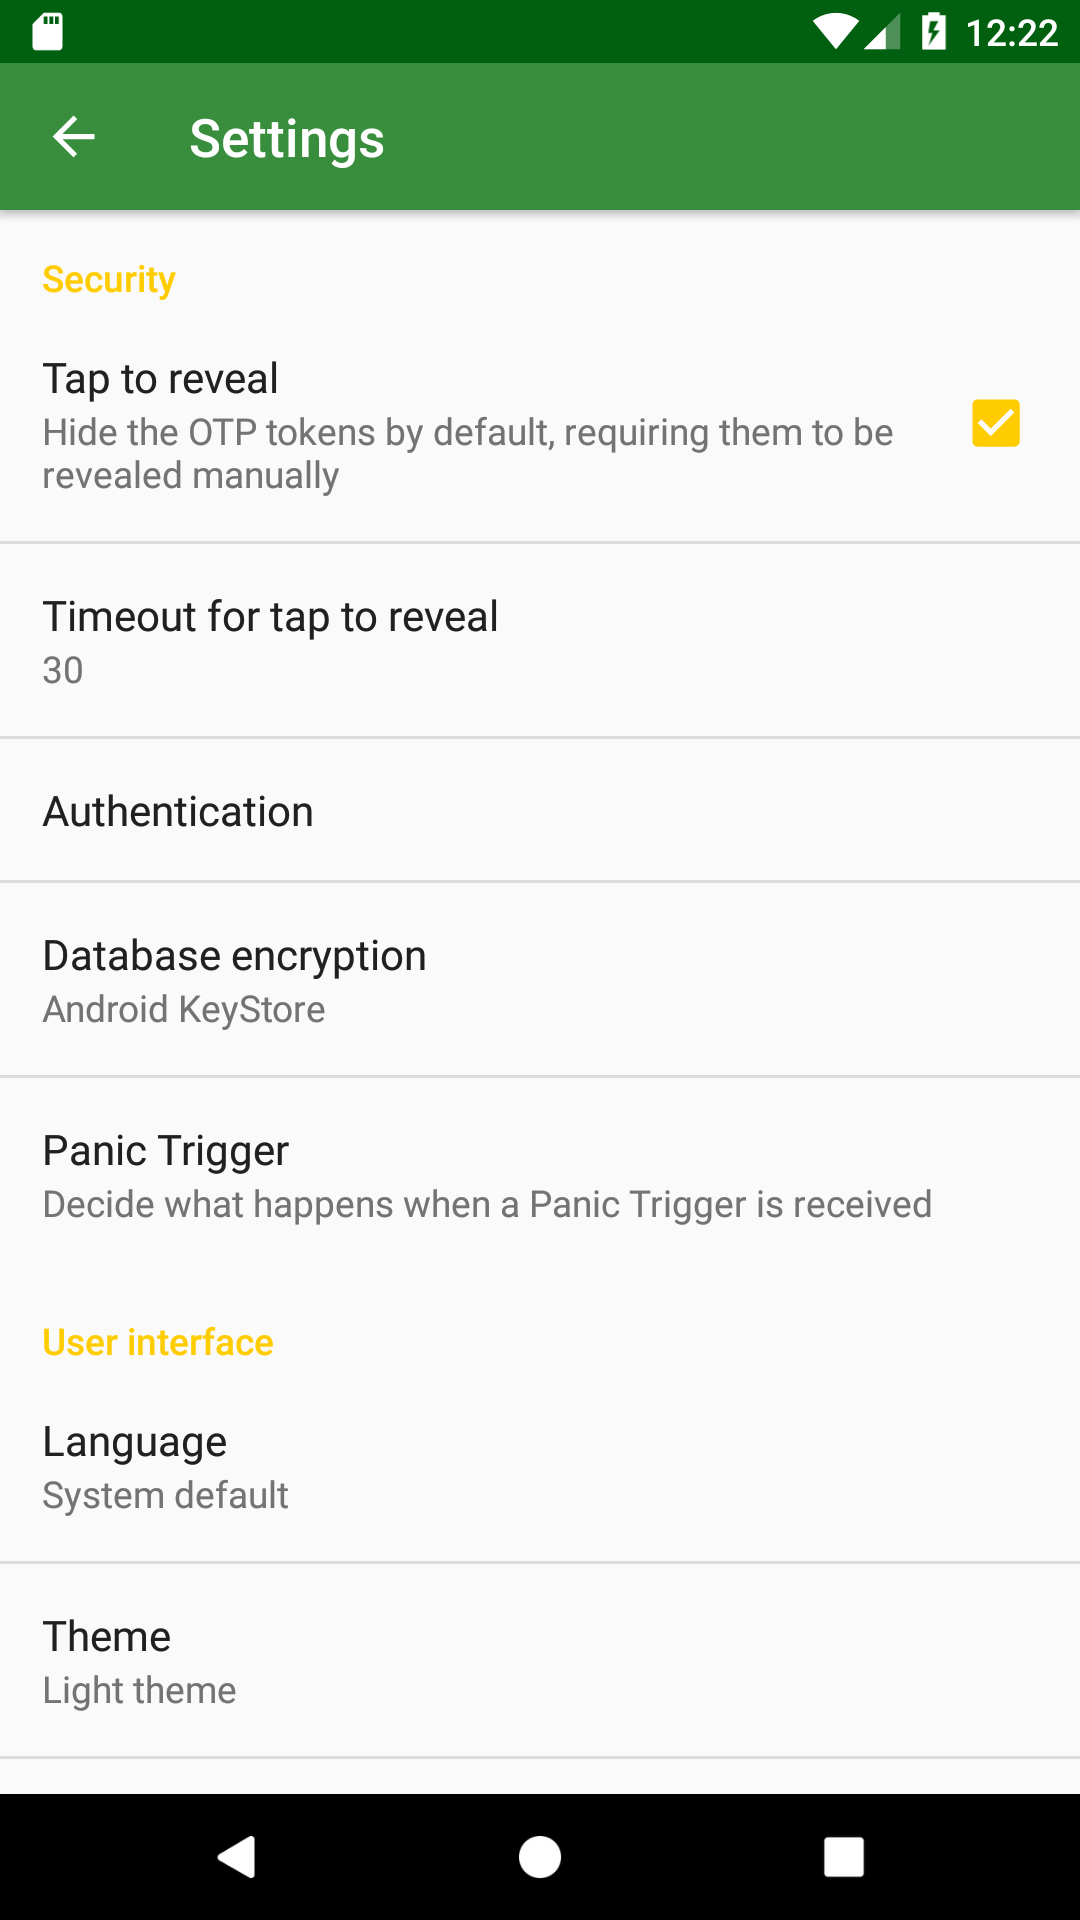 12:22
Settings
Security
Tap to reveal
Hide the OTP tokens by default, requiring them to be
revealed manually
Timeout for tap to reveal
30
Authentication
Database encryption
Android KeyStore
Panic Trigger
Decide what happens when a Panic Trigger is received
User interface
Language
System default
Theme
Light theme